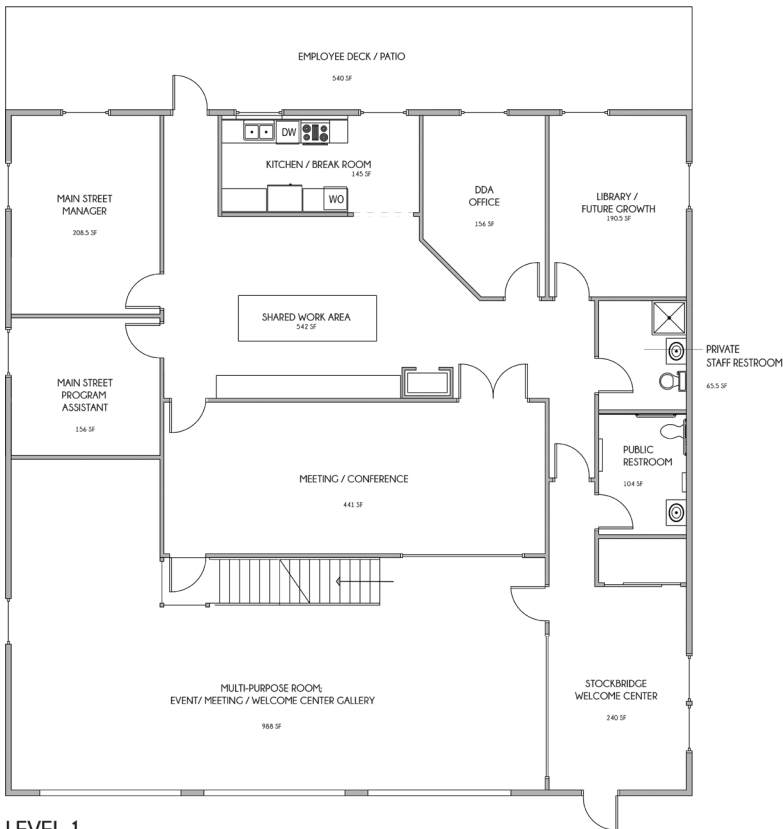 EMPLOYEE DECK / PATIO
540 SF
DW
KITCHEN / BREAK ROOM
145 SF
WO
MAIN STREET
MANAGER
208.5 SF
DDA
OFFICE
156 SF
LIBRARY /
FUTURE GROWTH
190.5 SF
SHARED WORK AREA
542 SF
PRIVATE
STAFF RESTROOM
65.5 SF
MAIN STREET
PROGRAM
ASSISTANT
156 SF
PUBLIC
RESTROOM
104 SF
MEETING / CONFERENCE
441 SF
MULTI-PURPOSE ROOM;
EVENT/ MEETING / WELCOME CENTER GALLERY
988 SF
STOCKBRIDGE
WELCOME CENTER
240 SF
LEVEL 1